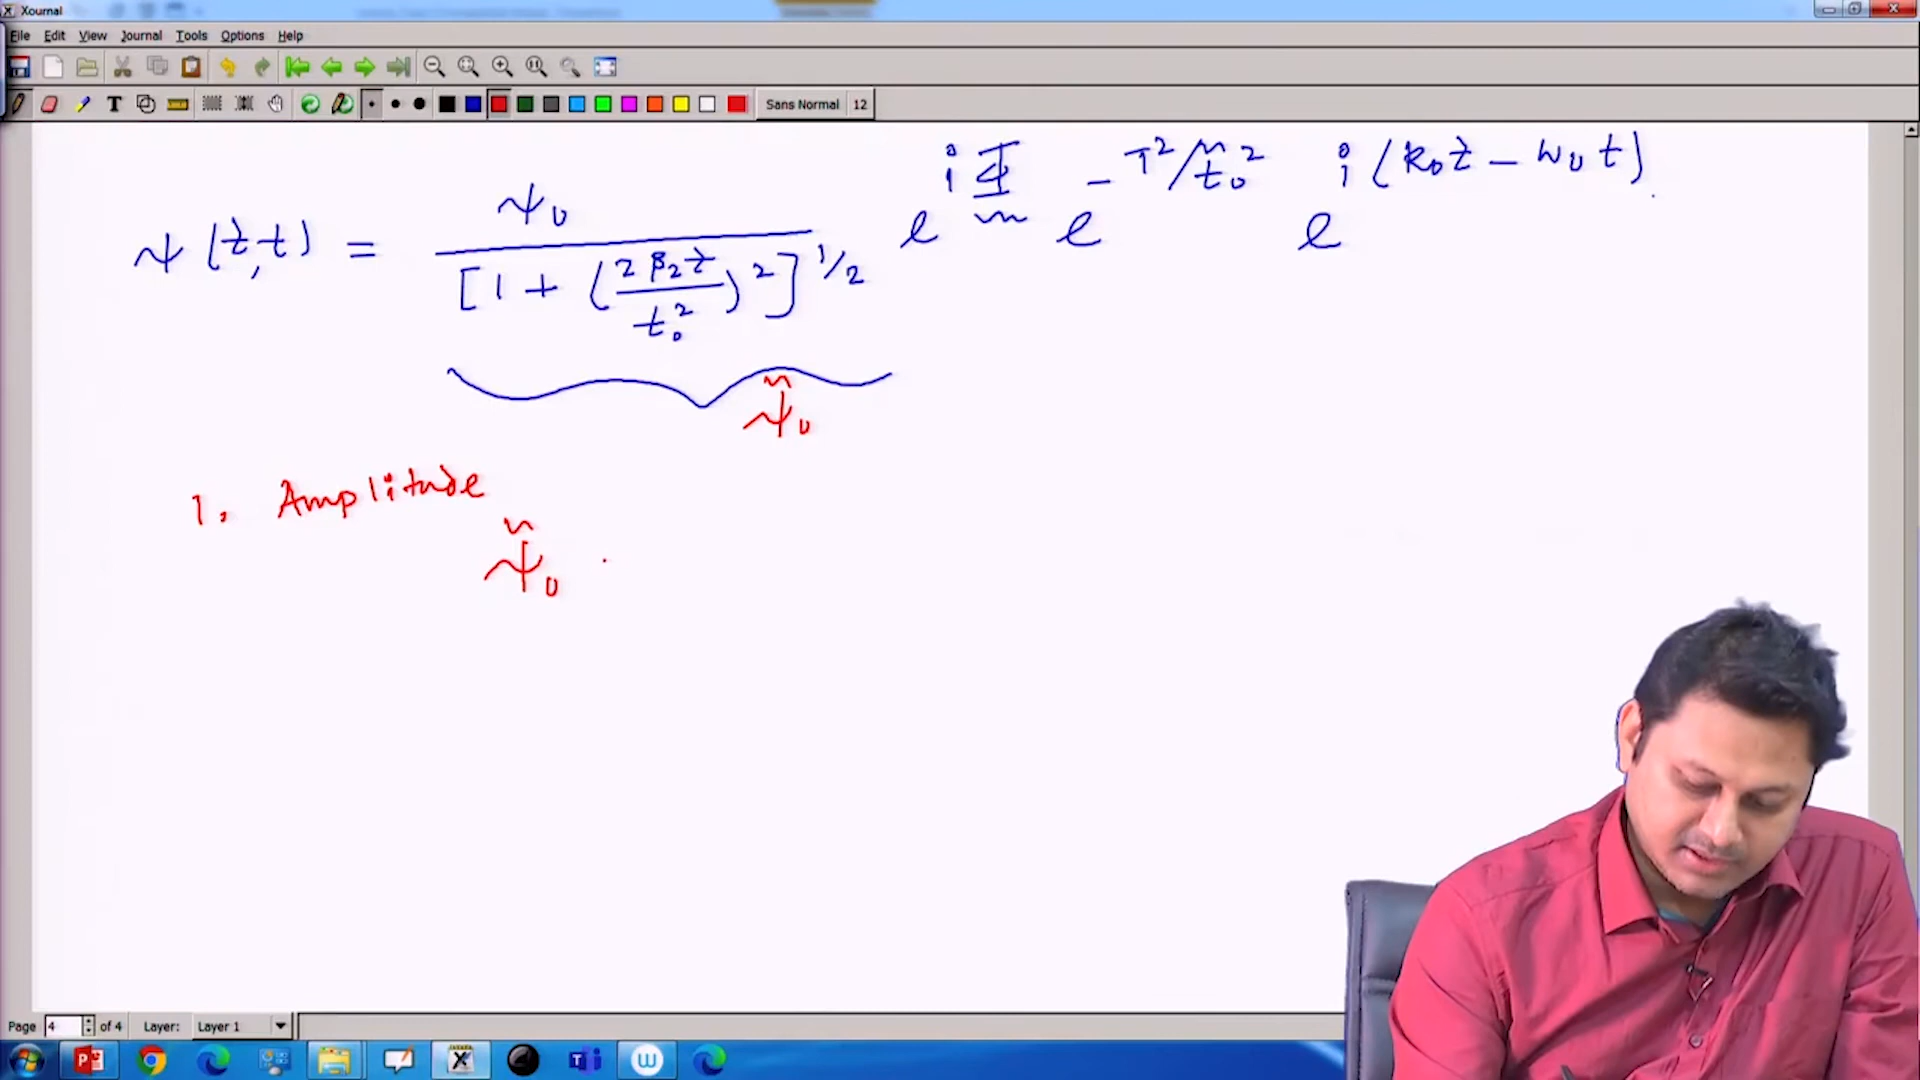 Xournal
File Edit View Journal Tools Options Help
Sans Normal 12
ψ(z,t) = ψ₀ / [1 + (2β₂z / t₀²)²]^{1/2} e^{iΦ̰} e^{-T²/t̃₀²} e^{i(k₀z - ω₀t)}
ψ̃₀
1. Amplitude
ψ̃₀
Page 4 of 4 Layer: Layer 1